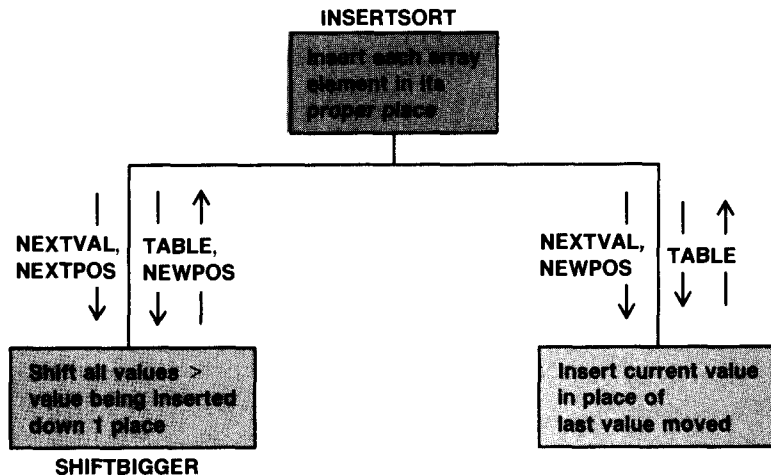 INSERTSORT
Insert each array
element in its
proper place
NEXTVAL,
NEXTPOS
TABLE,
NEWPOS
NEXTVAL,
NEWPOS
TABLE
Shift all values >
value being inserted
down 1 place
SHIFTBIGGER
Insert current value
in place of
last value moved